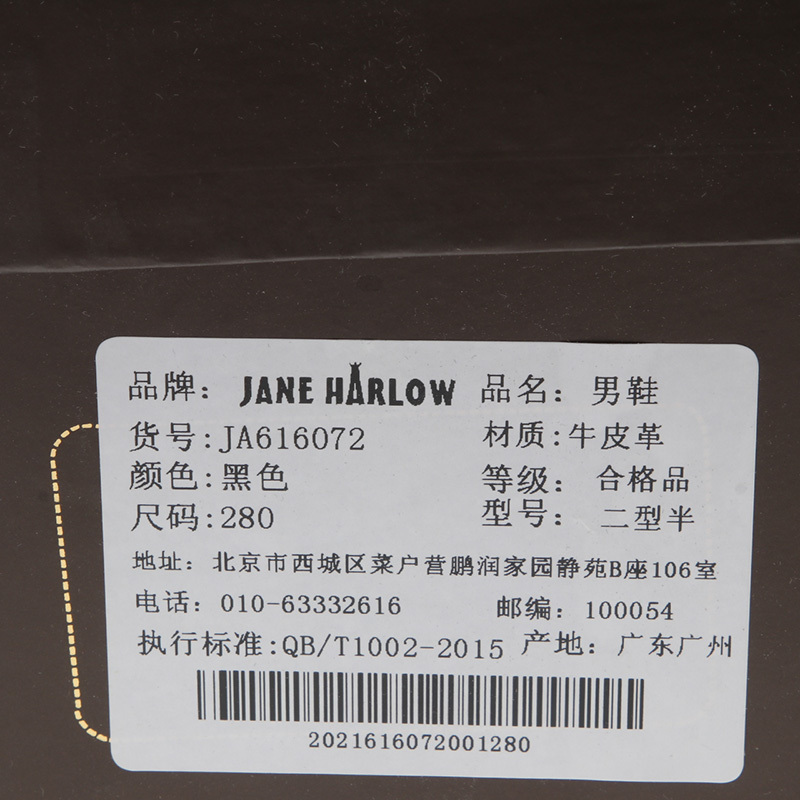 品牌: JANE HARLOW 品名: 男鞋
货号:JA616072 材质:牛皮革
颜色:黑色 等级: 合格品
尺码:280 型号: 二型半
地址: 北京市西城区菜户营鹏润家园静苑B座106室
电话: 010-63332616 邮编: 100054
执行标准:QB/T1002-2015 产地: 广东广州
2021616072001280